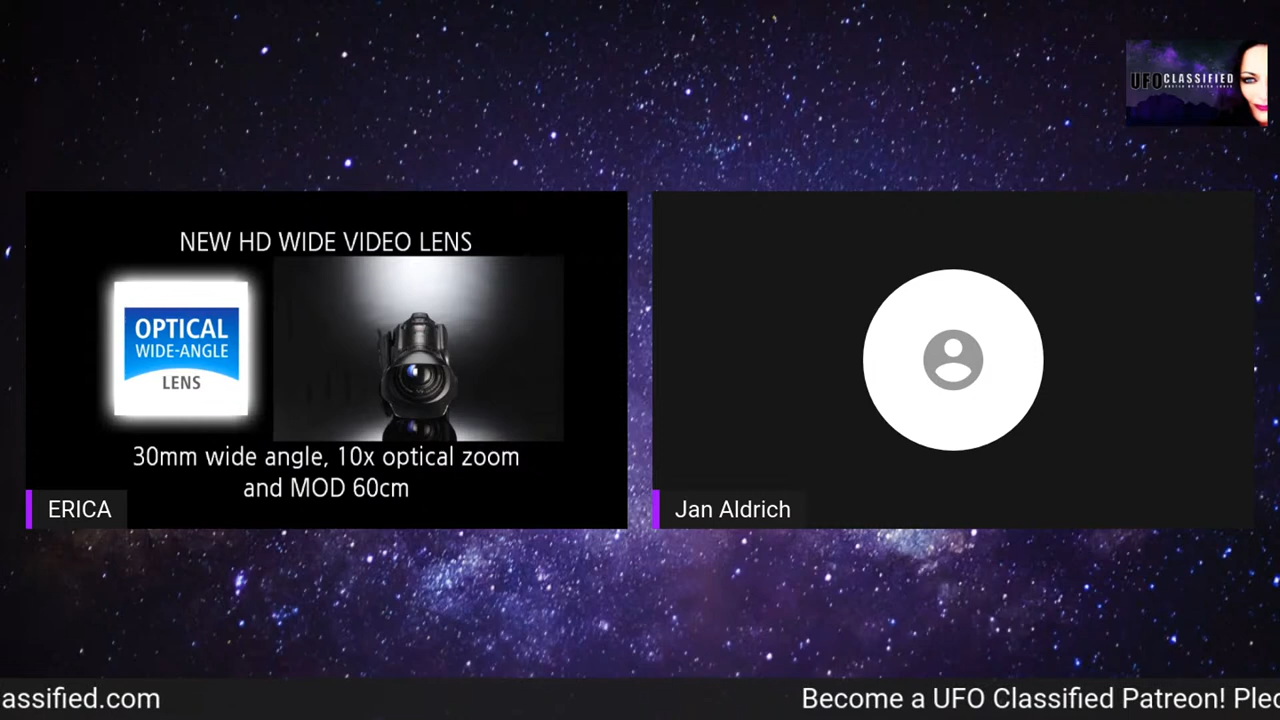 UFO CLASSIFIED
NEW HD WIDE VIDEO LENS
OPTICAL
WIDE-ANGLE
LENS
30mm wide angle, 10x optical zoom
and MOD 60cm
ERICA
Jan Aldrich
assified.com
Become a UFO Classified Patreon! Plec